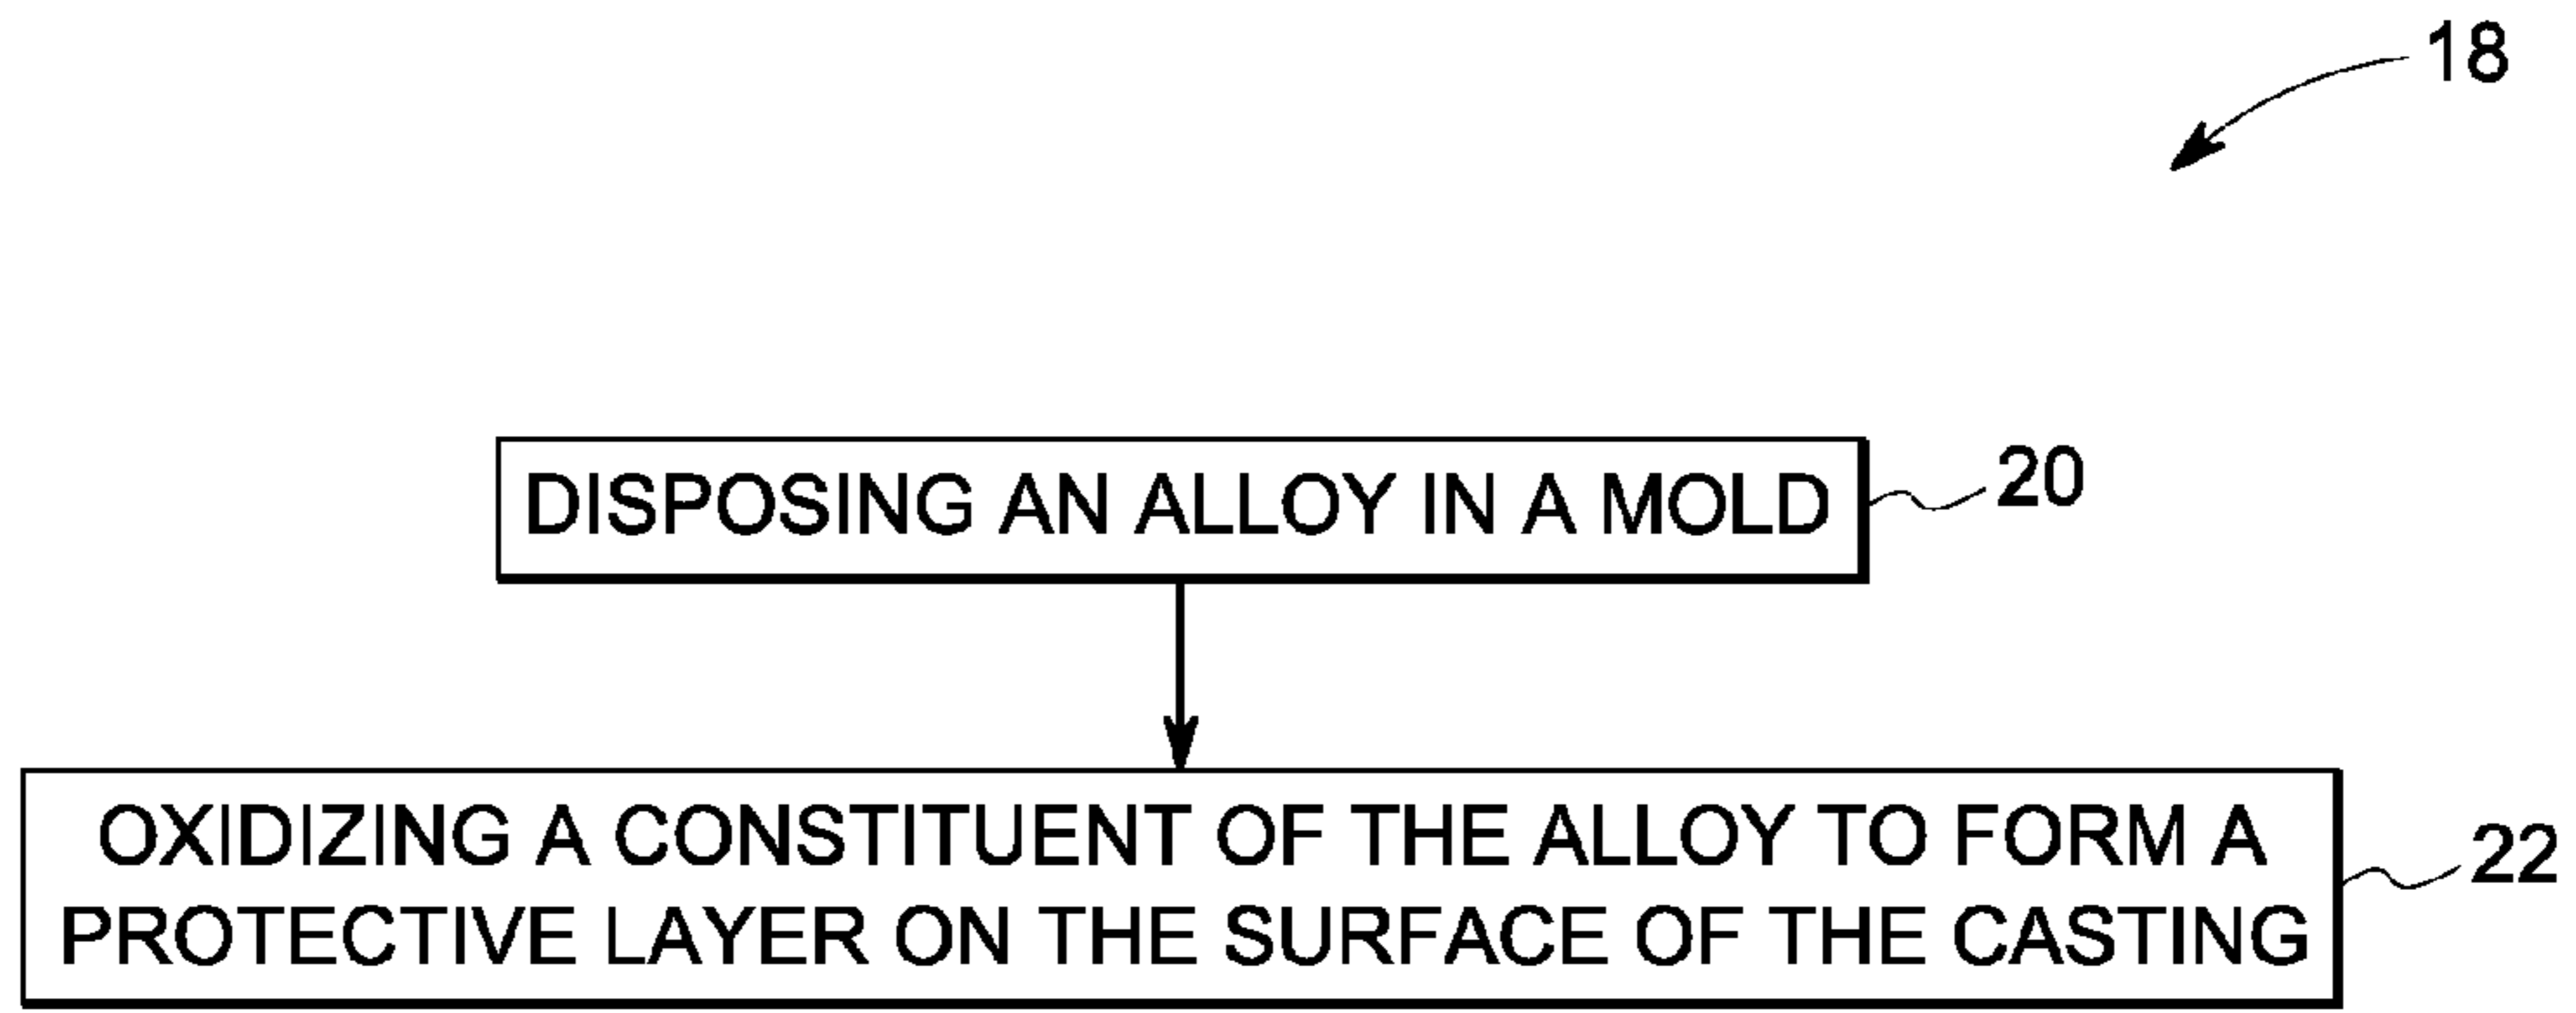 18
DISPOSING AN ALLOY IN A MOLD
20
OXIDIZING A CONSTITUENT OF THE ALLOY TO FORM A
PROTECTIVE LAYER ON THE SURFACE OF THE CASTING
22